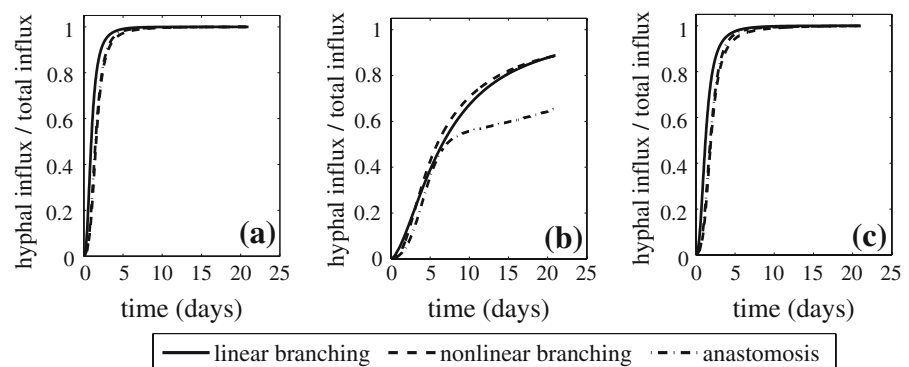 hyphal influx / total influx
1
0.8
0.6
0.4
0.2
0
0 5 10 15 20 25
time (days)
(a)
hyphal influx / total influx
1
0.8
0.6
0.4
0.2
0
0 5 10 15 20 25
time (days)
(b)
hyphal influx / total influx
1
0.8
0.6
0.4
0.2
0
0 5 10 15 20 25
time (days)
(c)
linear branching nonlinear branching anastomosis